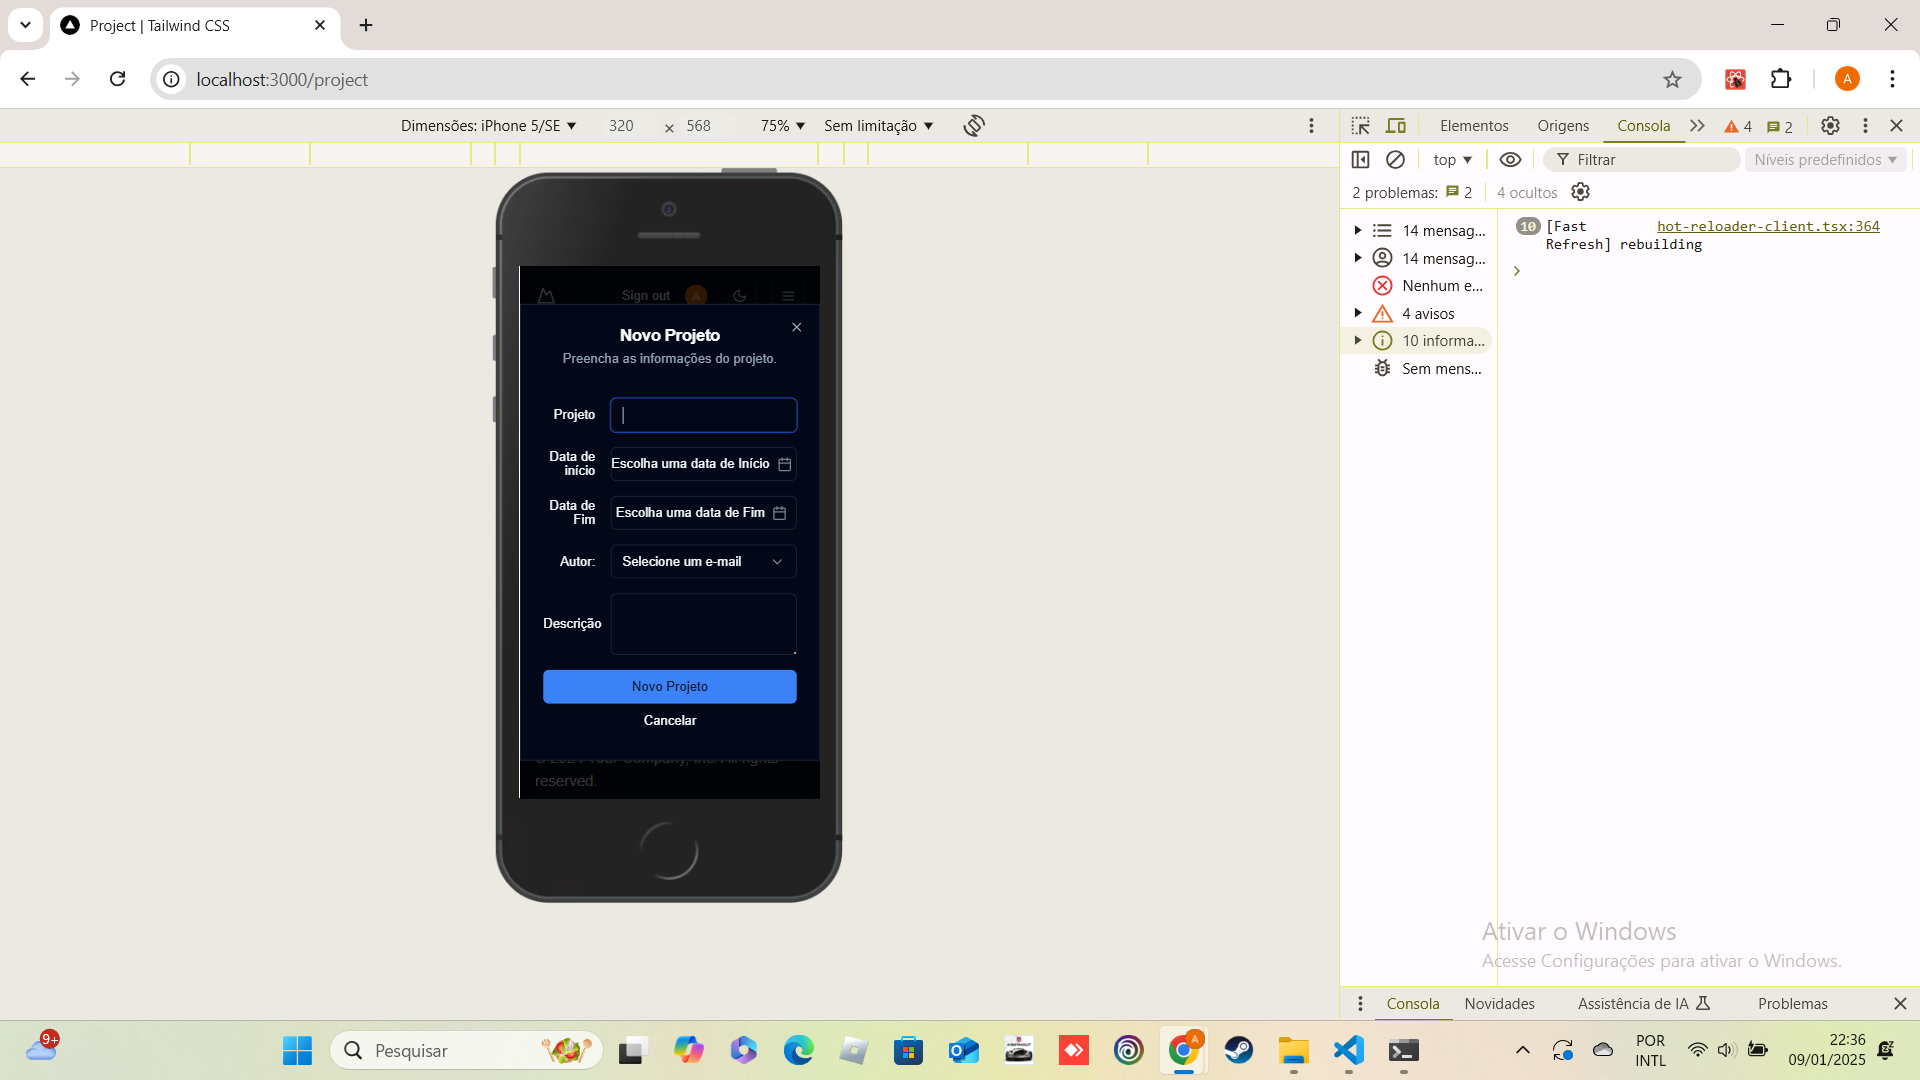 Project | Tailwind CSS
localhost:3000/project
A
Dimensões: iPhone 5/SE
320
x
568
75%
Sem limitação
Elementos
Origens
Consola
4
2
top
Filtrar
Níveis predefinidos
2 problemas:
2
4 ocultos
14 mensag...
14 mensag...
Nenhum e...
4 avisos
10 informa...
Sem mens...
10
[Fast
hot-reloader-client.tsx:364
Refresh] rebuilding
Sign out
A
Novo Projeto
Preencha as informações do projeto.
Projeto
Data de
início
Escolha uma data de Início
Data de
Fim
Escolha uma data de Fim
Autor:
Selecione um e-mail
Descrição
Novo Projeto
Cancelar
reserved.
Ativar o Windows
Acesse Configurações para ativar o Windows.
Consola
Novidades
Assistência de IA
Problemas
9+
Pesquisar
A
POR
INTL
22:36
09/01/2025